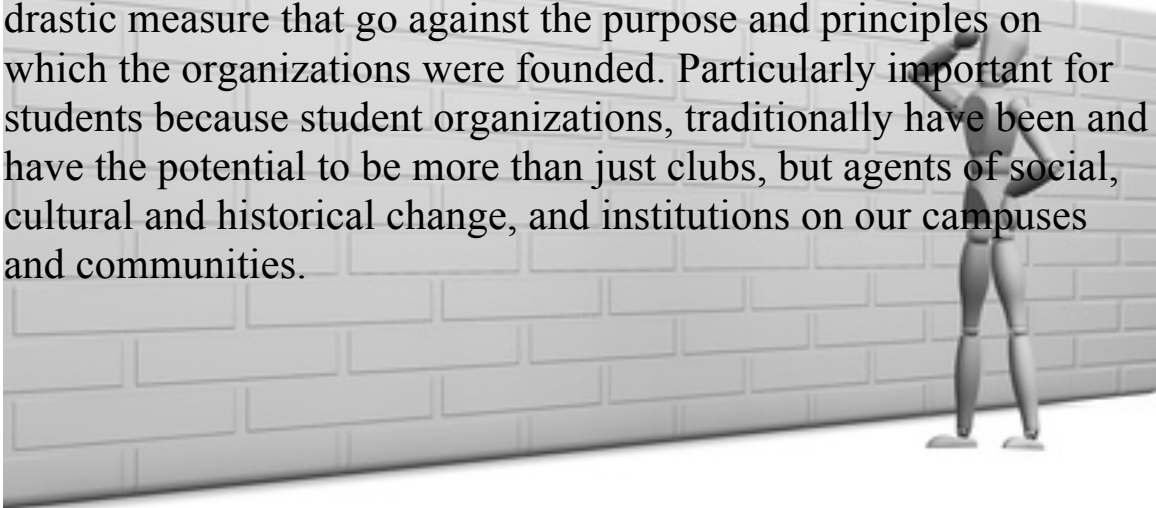 drastic measure that go against the purpose and principles on
which the organizations were founded. Particularly important for
students because student organizations, traditionally have been and
have the potential to be more than just clubs, but agents of social,
cultural and historical change, and institutions on our campuses
and communities.